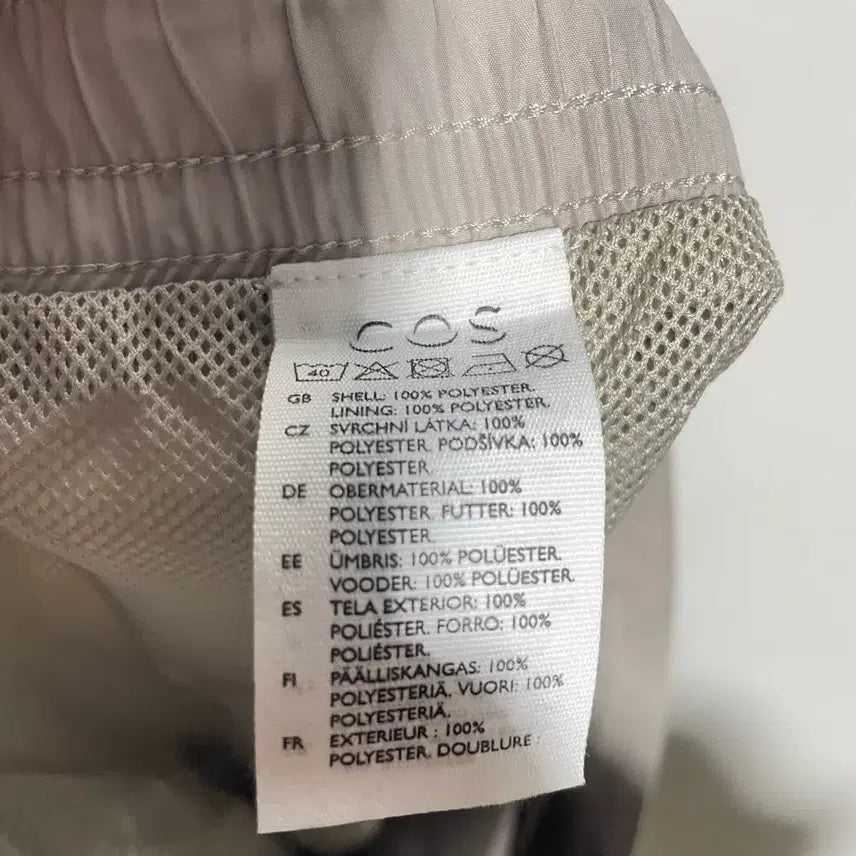 COS
40
GB SHELL: 100% POLYESTER.
LINING: 100% POLYESTER.
CZ SVRCHNÍ LÁTKA: 100%
POLYESTER. PODŠÍVKA: 100%
POLYESTER.
DE OBERMATERIAL: 100%
POLYESTER. FUTTER: 100%
POLYESTER.
EE ÜMBRIS: 100% POLÜESTER.
VOODER: 100% POLÜESTER.
ES TELA EXTERIOR: 100%
POLIÉSTER. FORRO: 100%
POLIÉSTER.
FI PÄÄLLISKANGAS: 100%
POLYESTERIÄ. VUORI: 100%
POLYESTERIÄ.
FR EXTERIEUR : 100%
POLYESTER. DOUBLURE :